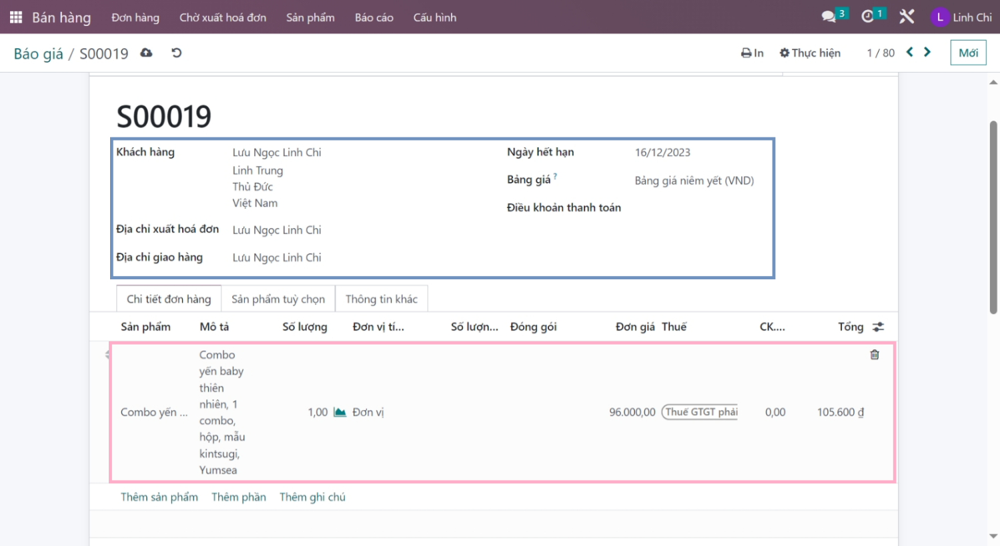 Bán hàng Đơn hàng Chờ xuất hoá đơn Sản phẩm Báo cáo Cấu hình 3 1 L Linh Chi
Báo giá / S00019 In Thực hiện 1 / 80 Mới
S00019
Khách hàng Lưu Ngọc Linh Chi Ngày hết hạn 16/12/2023
Linh Trung
Thủ Đức
Việt Nam
Bảng giá ? Bảng giá niêm yết (VND)
Điều khoản thanh toán
Địa chỉ xuất hoá đơn Lưu Ngọc Linh Chi
Địa chỉ giao hàng Lưu Ngọc Linh Chi
Chi tiết đơn hàng Sản phẩm tuỳ chọn Thông tin khác
Sản phẩm Mô tả Số lượng Đơn vị tí... Số lượn... Đóng gói Đơn giá Thuế CK.... Tổng
Combo
yến baby
thiên
nhiên, 1
Combo yến ... combo, 1,00 Đơn vị 96.000,00 Thuế GTGT phải 0,00 105.600 ₫
hộp, mẫu
kintsugi,
Yumsea
Thêm sản phẩm Thêm phần Thêm ghi chú